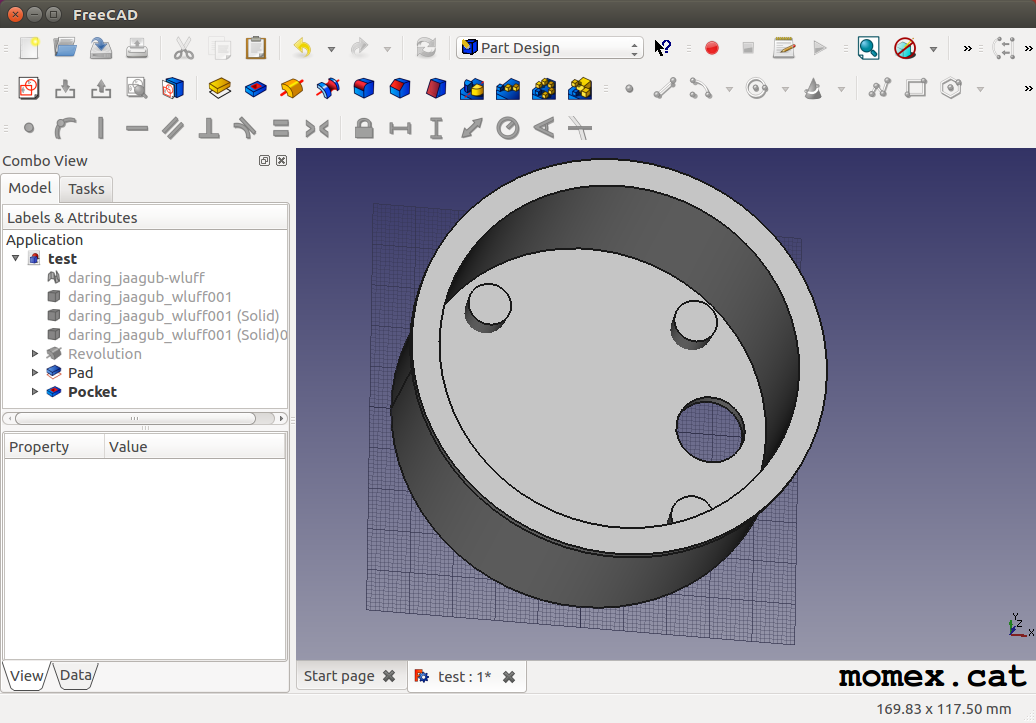 FreeCAD
Part Design
Combo View
Model
Tasks
Labels & Attributes
Application
test
daring_jaagub-wluff
daring_jaagub_wluff001
daring_jaagub_wluff001 (Solid)
daring_jaagub_wluff001 (Solid)0
Revolution
Pad
Pocket
Property
Value
View
Data
Start page
test : 1*
Y
Z
X
momex.cat
169.83 x 117.50 mm